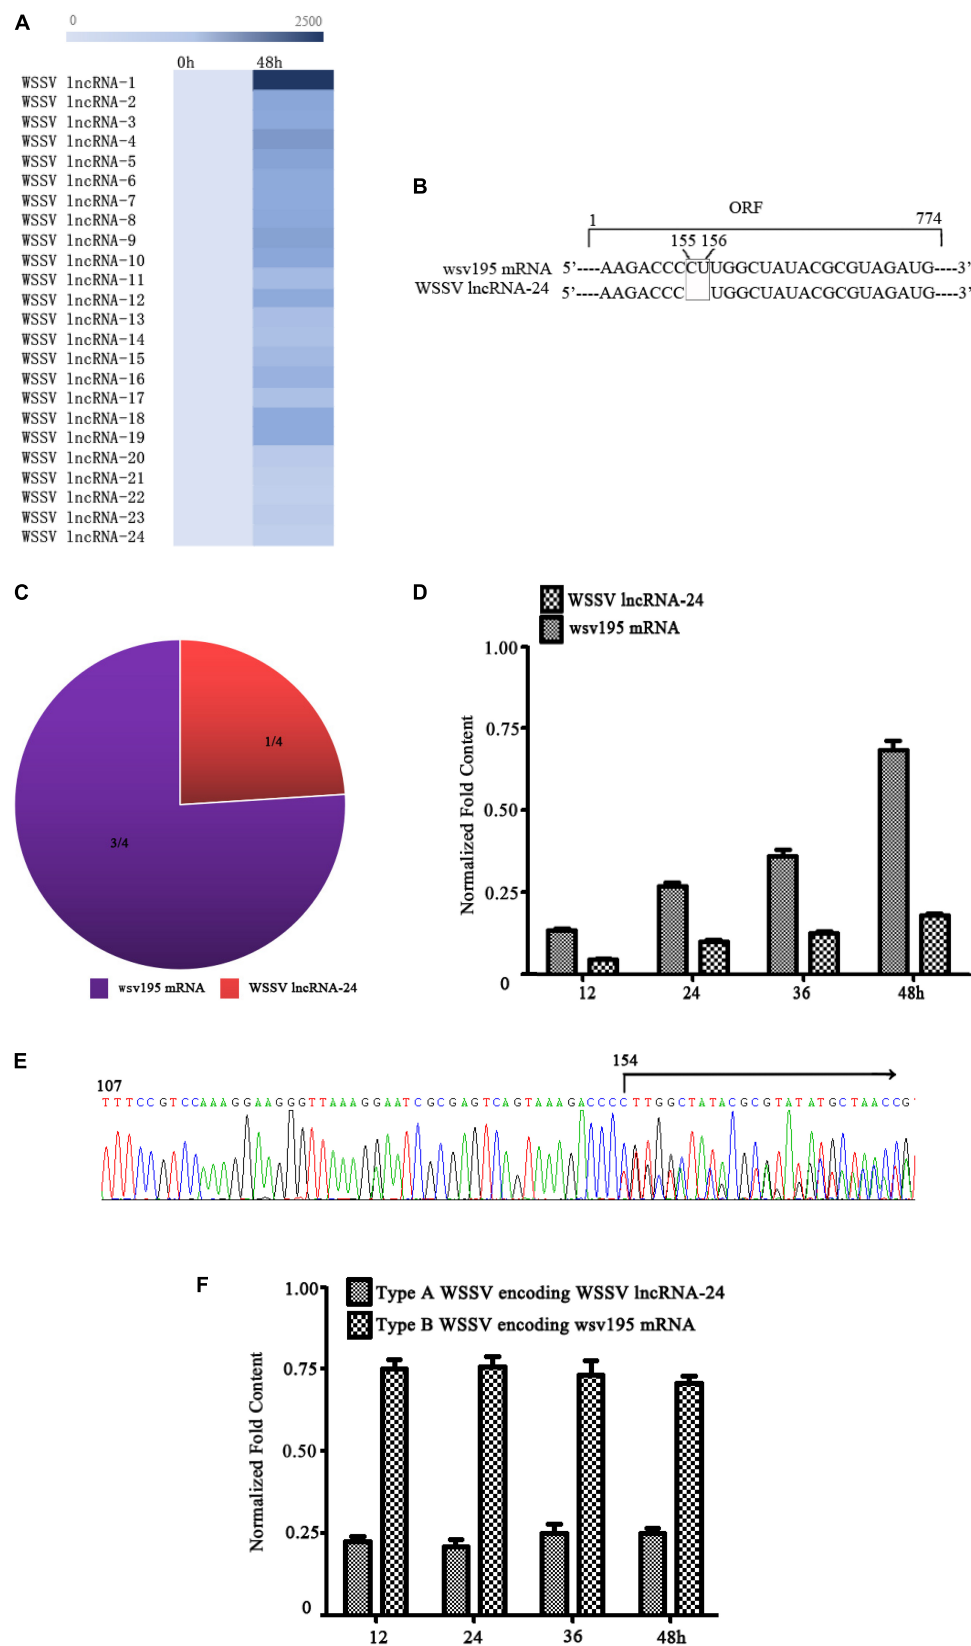 A
0 2500
0h 48h
WSSV lncRNA-1
WSSV lncRNA-2
WSSV lncRNA-3
WSSV lncRNA-4
WSSV lncRNA-5
WSSV lncRNA-6
WSSV lncRNA-7
WSSV lncRNA-8
WSSV lncRNA-9
WSSV lncRNA-10
WSSV lncRNA-11
WSSV lncRNA-12
WSSV lncRNA-13
WSSV lncRNA-14
WSSV lncRNA-15
WSSV lncRNA-16
WSSV lncRNA-17
WSSV lncRNA-18
WSSV lncRNA-19
WSSV lncRNA-20
WSSV lncRNA-21
WSSV lncRNA-22
WSSV lncRNA-23
WSSV lncRNA-24
B
ORF
1 774
155 156
wsv195 mRNA 5’----AAGACCCCUUGGCUAUACGCGUAGAUG----3’
WSSV lncRNA-24 5’----AAGACCC UGGCUAUACGCGUAGAUG----3’
C
1/4
3/4
wsv195 mRNA WSSV lncRNA-24
D
WSSV lncRNA-24
wsv195 mRNA
Normalized Fold Content
1.00
0.75
0.50
0.25
0
12 24 36 48h
E
107 154
TTTCCGTCCAAAGGAAGGGTTAAAGGAATCGCGAGTCAGTAAAGACCCCTTGGCTATACGCGTATATGCTAACCG
F
Type A WSSV encoding WSSV lncRNA-24
Type B WSSV encoding wsv195 mRNA
Normalized Fold Content
1.00
0.75
0.50
0.25
0
12 24 36 48h